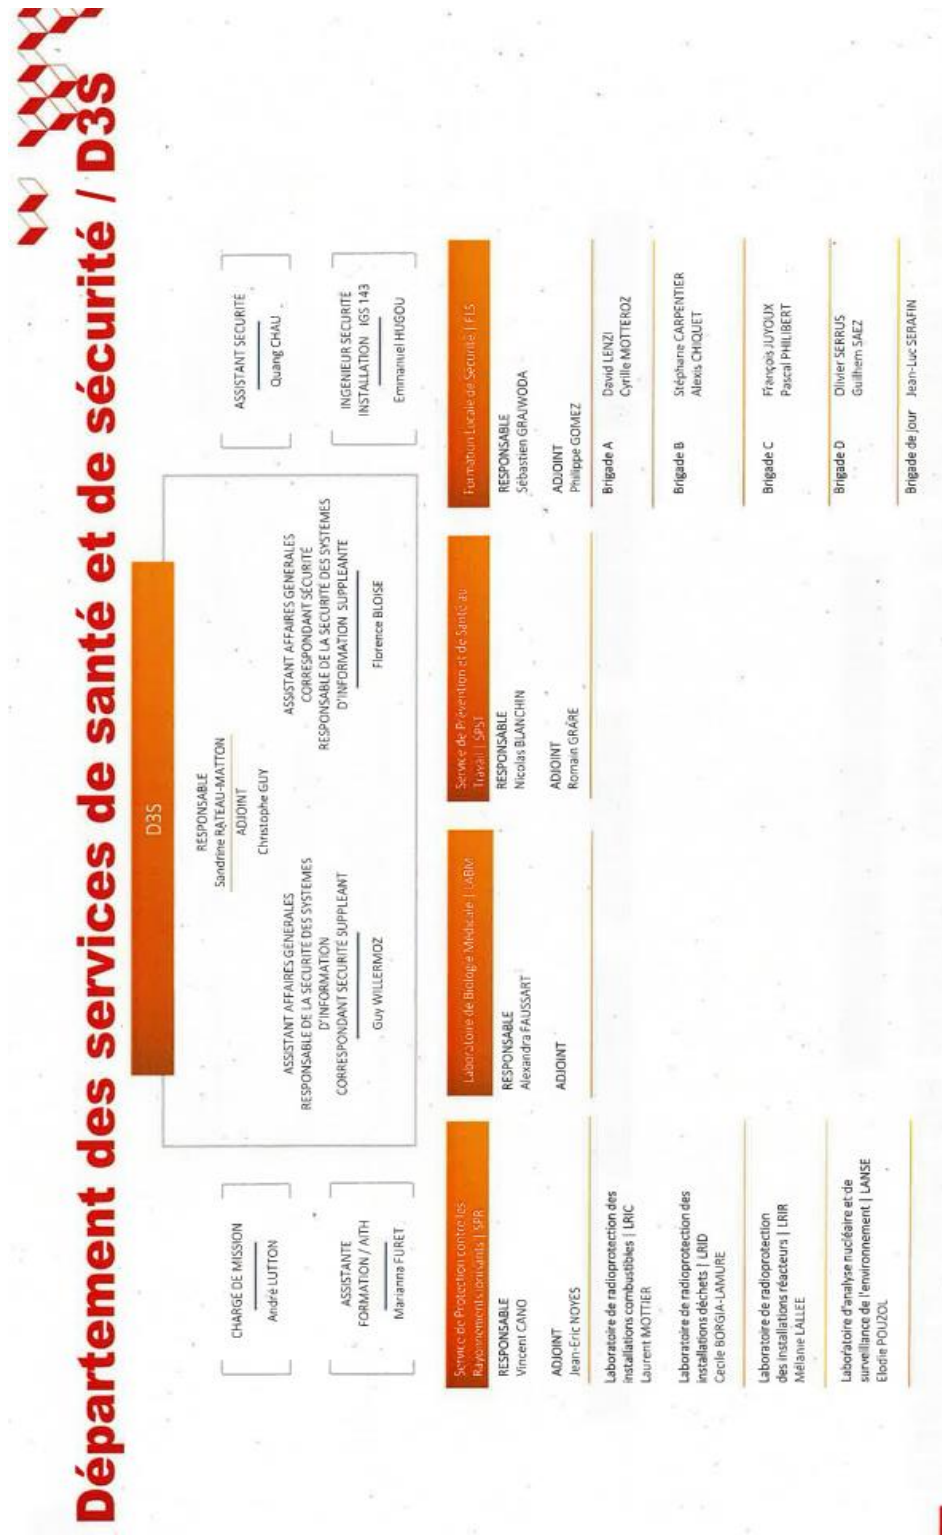 Département des services de santé et de sécurité / D3S
D3S
RESPONSABLE
Sandrine RATEAU-MATTON
ADJOINT
Christophe GUY
CHARGE DE MISSION
André LUTTON
ASSISTANTE
FORMATION / AITH
Marianna FURET
ASSISTANT AFFAIRES GENERALES
RESPONSABLE DE LA SECURITE DES SYSTEMES
D'INFORMATION
CORRESPONDANT SECURITE SUPPLEANT
Guy WILLERMOZ
ASSISTANT AFFAIRES GENERALES
CORRESPONDANT SÉCURITÉ
RESPONSABLE DE LA SECURITE DES SYSTEMES
D'INFORMATION SUPPLEANTE
Florence BLOISE
ASSISTANT SECURITÉ
Quang CHAU
INGENIEUR SECURITE
INSTALLATION IGS 143
Emmanuel HUGOU
Service de Protection contre les
Rayonnements ionisants | SPR
RESPONSABLE
Vincent CANO
ADJOINT
Jean-Eric NOYES
Laboratoire de radioprotection des
installations combustibles | LRIC
Laurent MOTTIER
Laboratoire de radioprotection des
installations déchets | LRID
Cecile BORGIA-LAMURE
Laboratoire de radioprotection
des installations réacteurs | LRIR
Mélanie LALLEE
Laboratoire d'analyse nucléaire et de
surveillance de l'environnement | LANSE
Elodie POUZOL
Laboratoire de Biologie Médicale | LABM
RESPONSABLE
Alexandra FAUSSART
ADJOINT
Service de Prévention et de Santé au
Travail | SPST
RESPONSABLE
Nicolas BLANCHIN
ADJOINT
Romain GRÂRE
Formation Locale de Sécurité | FLS
RESPONSABLE
Sébastien GRAJWODA
ADJOINT
Philippe GOMEZ
Brigade A David LENZI
Cyrille MOTTEROZ
Brigade B Stéphane CARPENTIER
Alexis CHIQUET
Brigade C François JUYOUX
Pascal PHILIBERT
Brigade D Olivier SERRUS
Guilhem SAEZ
Brigade de jour Jean-Luc SERAFIN